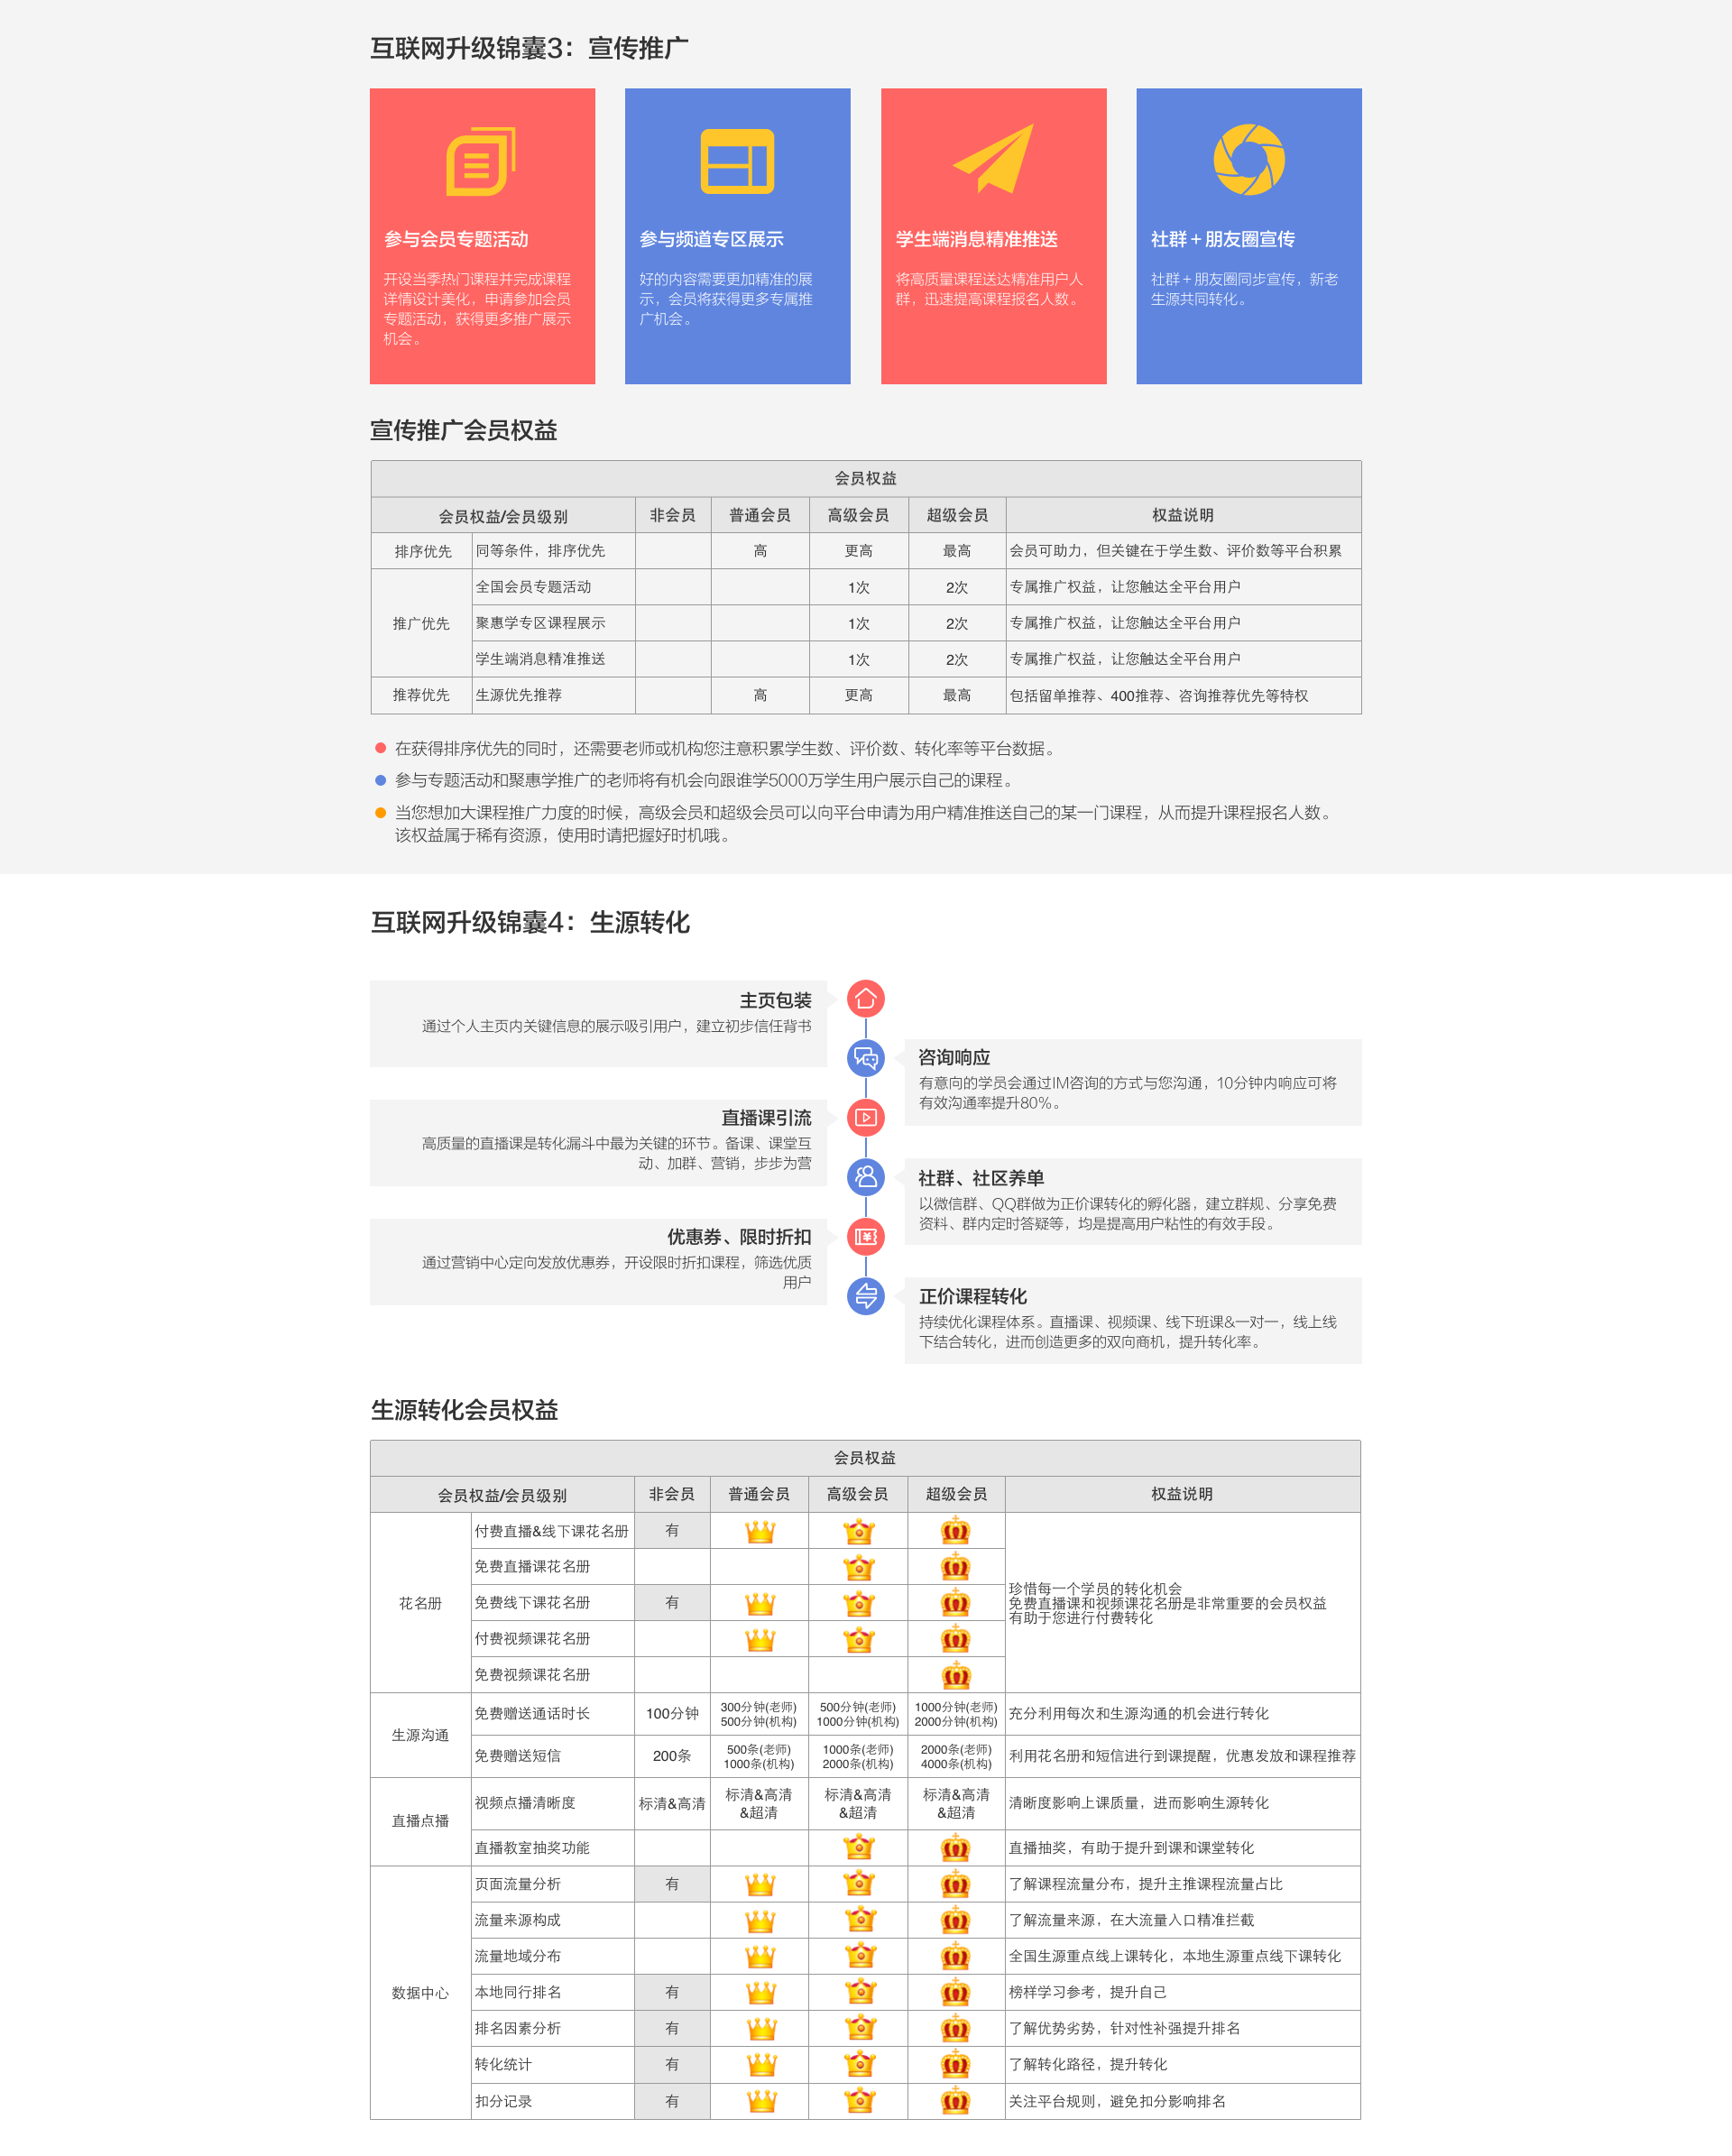 互联网升级锦囊3：宣传推广
参与会员专题活动
开设当季热门课程并完成课程
详情设计美化，申请参加会员
专题活动，获得更多推广展示
机会。
参与频道专区展示
好的内容需要更加精准的展
示，会员将获得更多专属推
广机会。
学生端消息精准推送
将高质量课程送达精准用户人
群，迅速提高课程报名人数。
社群＋朋友圈宣传
社群＋朋友圈同步宣传，新老
生源共同转化。
宣传推广会员权益
会员权益
会员权益/会员级别 非会员 普通会员 高级会员 超级会员 权益说明
排序优先 同等条件，排序优先 高 更高 最高 会员可助力，但关键在于学生数、评价数等平台积累
全国会员专题活动 1次 2次 专属推广权益，让您触达全平台用户
推广优先 聚惠学专区课程展示 1次 2次 专属推广权益，让您触达全平台用户
学生端消息精准推送 1次 2次 专属推广权益，让您触达全平台用户
推荐优先 生源优先推荐 高 更高 最高 包括留单推荐、400推荐、咨询推荐优先等特权
在获得排序优先的同时，还需要老师或机构您注意积累学生数、评价数、转化率等平台数据。
参与专题活动和聚惠学推广的老师将有机会向跟谁学5000万学生用户展示自己的课程。
当您想加大课程推广力度的时候，高级会员和超级会员可以向平台申请为用户精准推送自己的某一门课程，从而提升课程报名人数。
该权益属于稀有资源，使用时请把握好时机哦。
互联网升级锦囊4：生源转化
主页包装
通过个人主页内关键信息的展示吸引用户，建立初步信任背书
咨询响应
有意向的学员会通过IM咨询的方式与您沟通，10分钟内响应可将
有效沟通率提升80%。
直播课引流
高质量的直播课是转化漏斗中最为关键的环节。备课、课堂互
动、加群、营销，步步为营
社群、社区养单
以微信群、QQ群做为正价课转化的孵化器，建立群规、分享免费
资料、群内定时答疑等，均是提高用户粘性的有效手段。
优惠券、限时折扣
通过营销中心定向发放优惠券，开设限时折扣课程，筛选优质
用户
正价课程转化
持续优化课程体系。直播课、视频课、线下班课&一对一，线上线
下结合转化，进而创造更多的双向商机，提升转化率。
生源转化会员权益
会员权益
会员权益/会员级别 非会员 普通会员 高级会员 超级会员 权益说明
付费直播&线下课花名册 有
免费直播课花名册
花名册 免费线下课花名册 有
付费视频课花名册
免费视频课花名册
珍惜每一个学员的转化机会
免费直播课和视频课花名册是非常重要的会员权益
有助于您进行付费转化
生源沟通
免费赠送通话时长 100分钟 300分钟(老师) 500分钟(老师) 1000分钟(老师) 充分利用每次和生源沟通的机会进行转化
500分钟(机构) 1000分钟(机构) 2000分钟(机构)
免费赠送短信 200条 500条(老师) 1000条(老师) 2000条(老师) 利用花名册和短信进行到课提醒，优惠发放和课程推荐
1000条(机构) 2000条(机构) 4000条(机构)
直播点播
视频点播清晰度 标清&高清 标清&高清 标清&高清 标清&高清 清晰度影响上课质量，进而影响生源转化
&超清 &超清 &超清
直播教室抽奖功能 直播抽奖，有助于提升到课和课堂转化
页面流量分析 有 了解课程流量分布，提升主推课程流量占比
流量来源构成 了解流量来源，在大流量入口精准拦截
流量地域分布 全国生源重点线上课转化，本地生源重点线下课转化
数据中心 本地同行排名 有 榜样学习参考，提升自己
排名因素分析 有 了解优势劣势，针对性补强提升排名
转化统计 有 了解转化路径，提升转化
扣分记录 有 关注平台规则，避免扣分影响排名